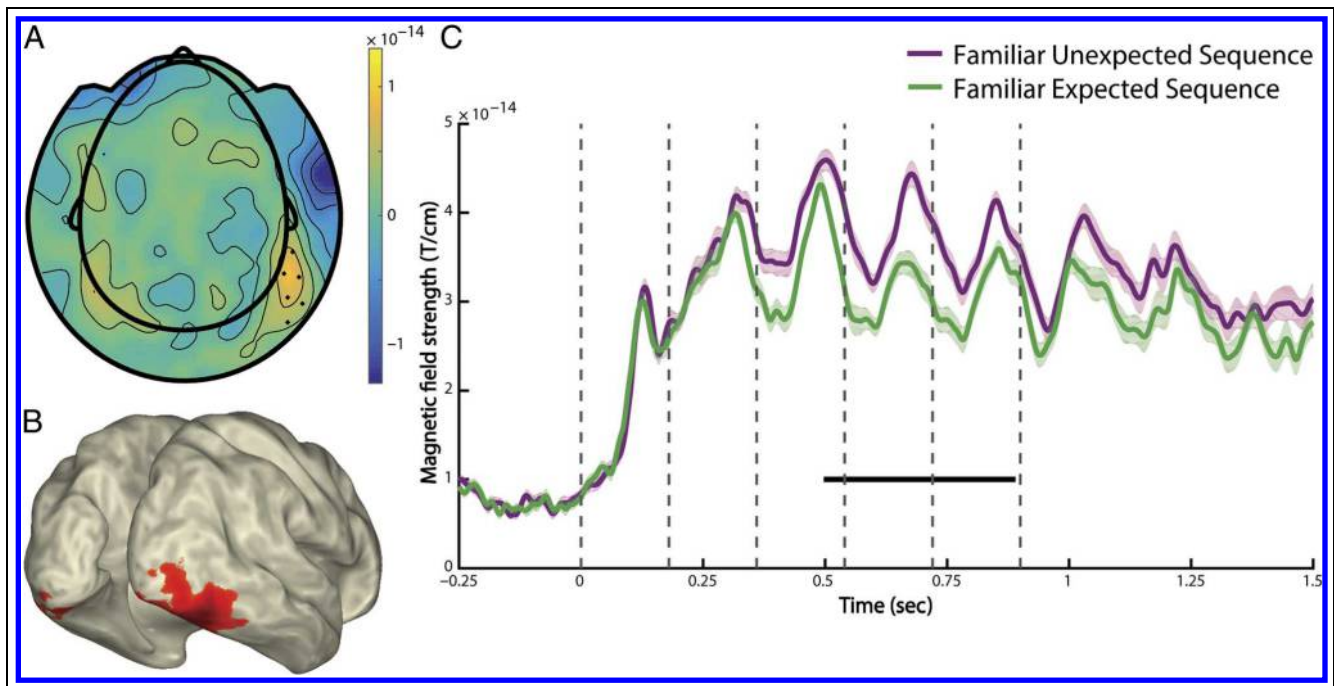 A
× 10⁻¹⁴
1
0
−1
B
C
Familiar Unexpected Sequence
Familiar Expected Sequence
5 × 10⁻¹⁴
4
3
2
1
0
Magnetic field strength (T/cm)
−0.25
0
0.25
0.5
0.75
1
1.25
1.5
Time (sec)